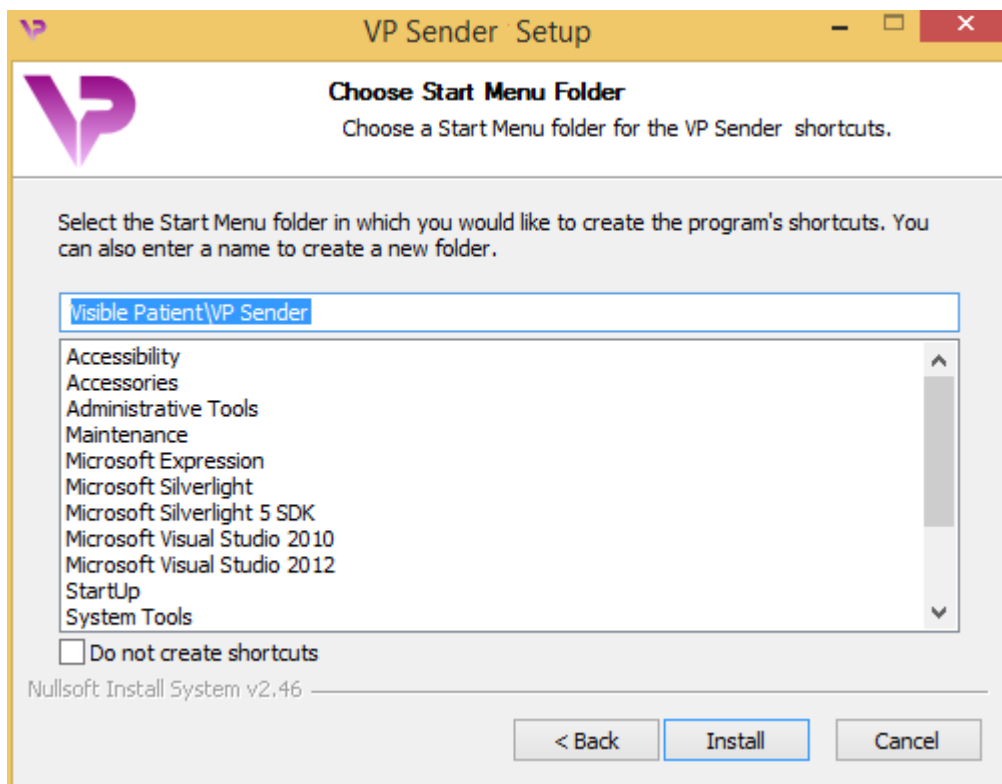 VP
VP Sender Setup
VP
Choose Start Menu Folder
Choose a Start Menu folder for the VP Sender shortcuts.
Select the Start Menu folder in which you would like to create the program's shortcuts. You
can also enter a name to create a new folder.
Visible Patient\VP Sender
Accessibility
Accessories
Administrative Tools
Maintenance
Microsoft Expression
Microsoft Silverlight
Microsoft Silverlight 5 SDK
Microsoft Visual Studio 2010
Microsoft Visual Studio 2012
StartUp
System Tools
Do not create shortcuts
Nullsoft Install System v2.46
< Back Install Cancel